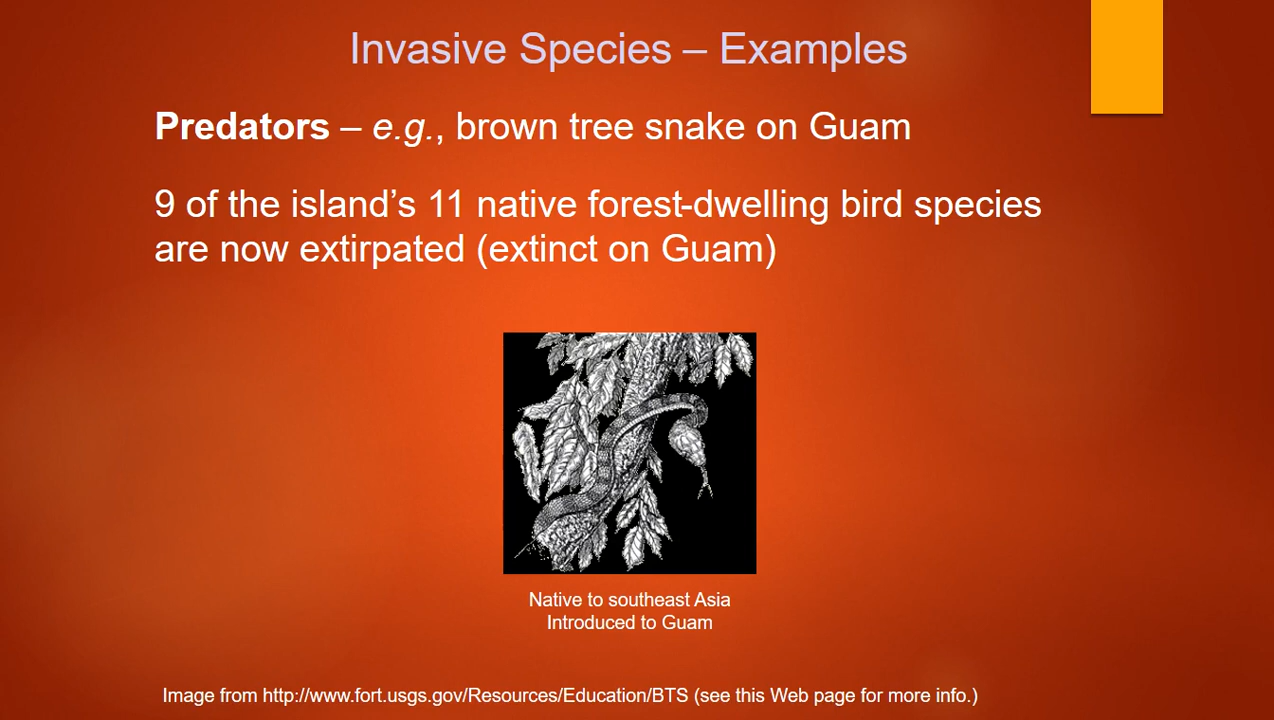 Invasive Species – Examples
Predators – e.g., brown tree snake on Guam
9 of the island’s 11 native forest-dwelling bird species
are now extirpated (extinct on Guam)
Native to southeast Asia
Introduced to Guam
Image from http://www.fort.usgs.gov/Resources/Education/BTS (see this Web page for more info.)